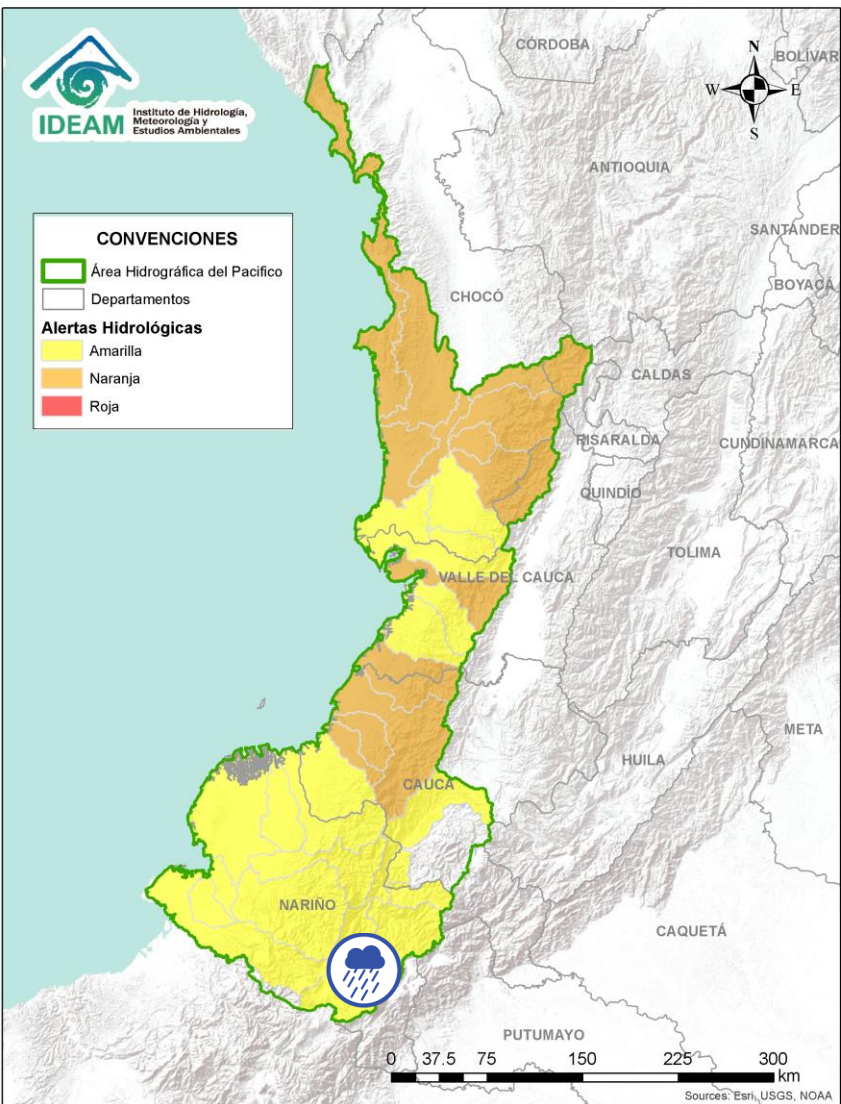 IDEAM
Instituto de Hidrología,
Meteorología y
Estudios Ambientales
N
W
E
S
CÓRDOBA
BOLÍVAR
ANTIOQUIA
SANTANDER
BOYACÁ
CHOCÓ
CALDAS
RISARALDA
CUNDINAMARCA
QUINDÍO
TOLIMA
VALLE DEL CAUCA
META
HUILA
CAUCA
NARIÑO
CAQUETÁ
PUTUMAYO
CONVENCIONES
Área Hidrográfica del Pacifico
Departamentos
Alertas Hidrológicas
Amarilla
Naranja
Roja
0 37.5 75 150 225 300
km
Sources: Esri, USGS, NOAA